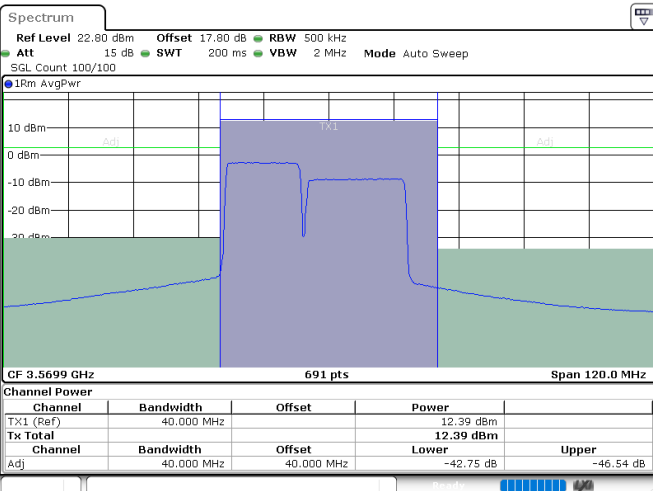 Spectrum
Ref Level 22.80 dBm Offset 17.80 dB RBW 500 kHz
Att 15 dB SWT 200 ms VBW 2 MHz Mode Auto Sweep
SGL Count 100/100
1Rm AvgPwr
10 dBm
TX1
Adj Adj
0 dBm
-10 dBm
-20 dBm
-30 dBm
CF 3.5699 GHz 691 pts Span 120.0 MHz
Channel Power
Channel Bandwidth Offset Power
TX1 (Ref) 40.000 MHz 12.39 dBm
Tx Total 12.39 dBm
Channel Bandwidth Offset Lower Upper
Adj 40.000 MHz 40.000 MHz -42.75 dB -46.54 dB
Ready